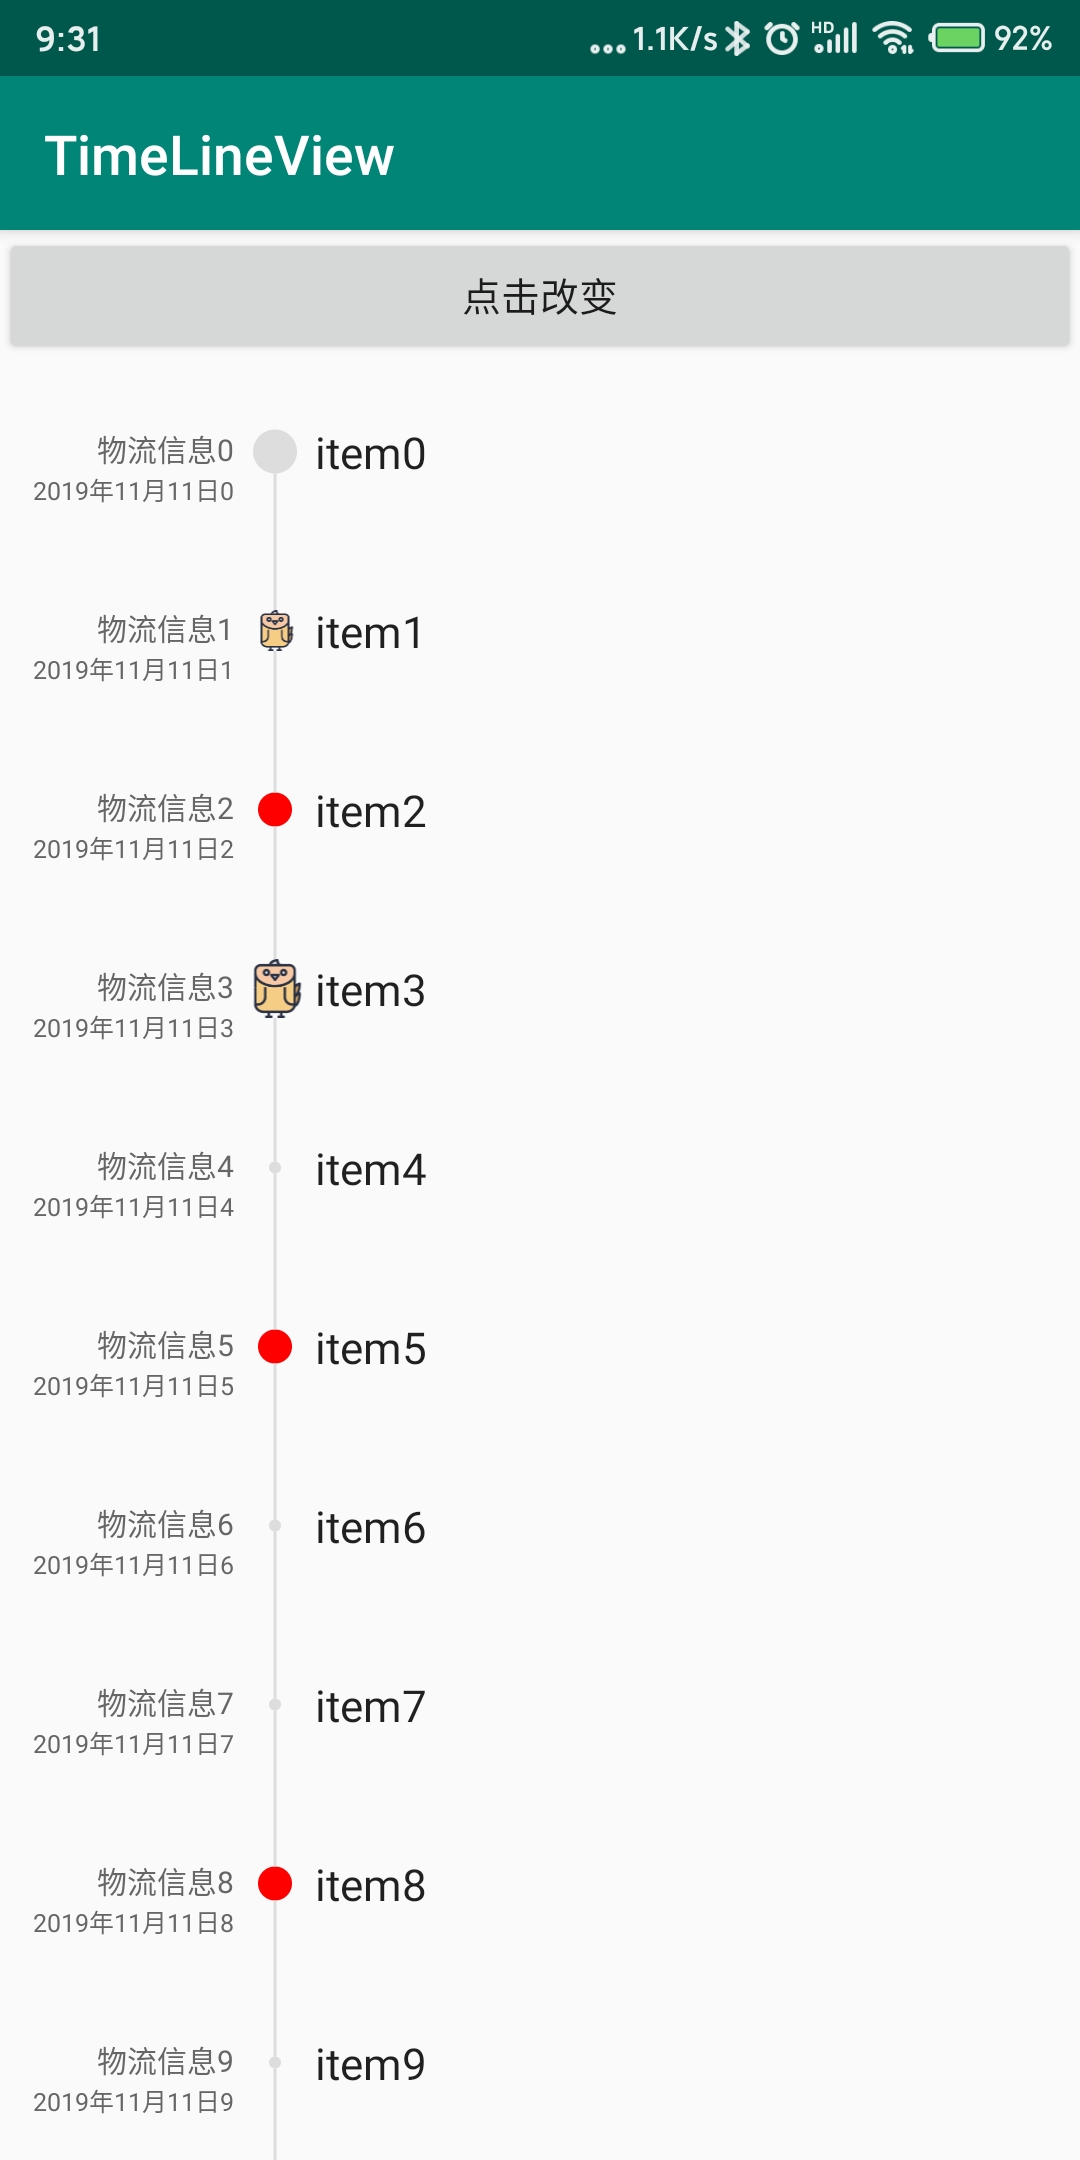 9:31
... 1.1K/s HD 92%
TimeLineView
点击改变
物流信息0 item0
2019年11月11日0
物流信息1 item1
2019年11月11日1
物流信息2 item2
2019年11月11日2
物流信息3 item3
2019年11月11日3
物流信息4 item4
2019年11月11日4
物流信息5 item5
2019年11月11日5
物流信息6 item6
2019年11月11日6
物流信息7 item7
2019年11月11日7
物流信息8 item8
2019年11月11日8
物流信息9 item9
2019年11月11日9